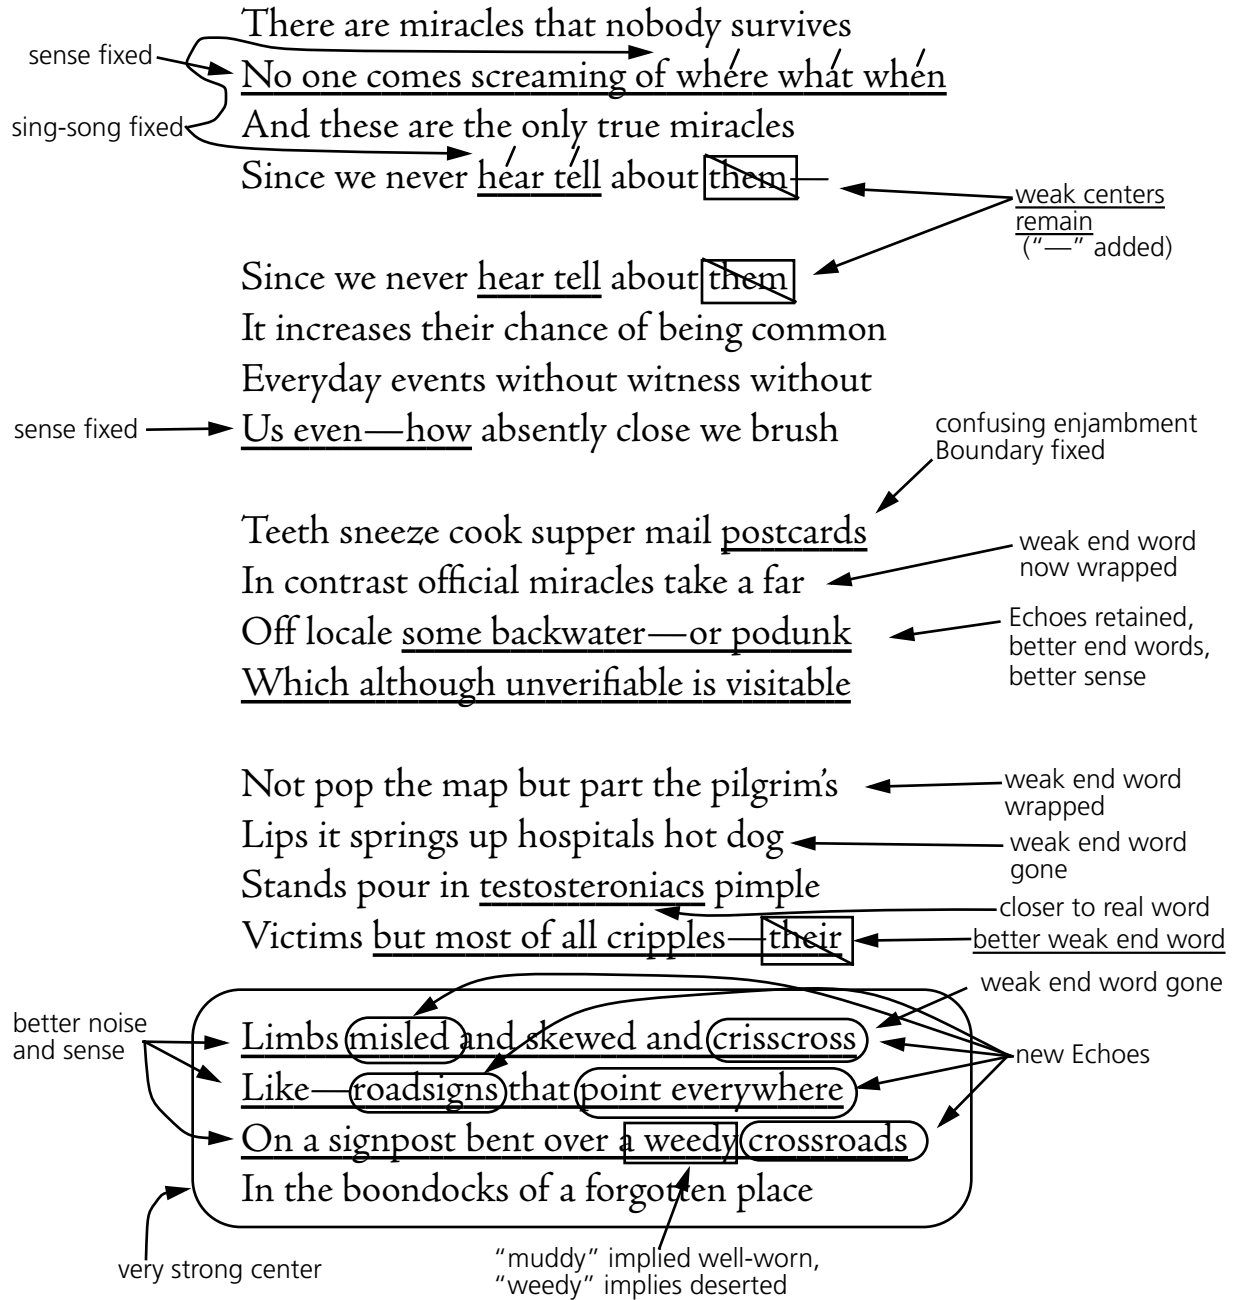 There are miracles that nobody survives
sense fixed
No one comes screaming of where what when
sing-song fixed
And these are the only true miracles
Since we never hear tell about them—
weak centers
remain
(“—” added)
Since we never hear tell about them
It increases their chance of being common
Everyday events without witness without
sense fixed
Us even—how absently close we brush
confusing enjambment
Boundary fixed
Teeth sneeze cook supper mail postcards
weak end word
now wrapped
In contrast official miracles take a far
Off locale some backwater—or podunk
Echoes retained,
better end words,
better sense
Which although unverifiable is visitable
Not pop the map but part the pilgrim’s
weak end word
wrapped
Lips it springs up hospitals hot dog
weak end word
gone
Stands pour in testosteroniacs pimple
closer to real word
Victims but most of all cripples—their
better weak end word
weak end word gone
better noise
and sense
Limbs misled and skewed and crisscross
new Echoes
Like—roadsigns that point everywhere
On a signpost bent over a weedy crossroads
In the boondocks of a forgotten place
very strong center
“muddy” implied well-worn,
“weedy” implies deserted